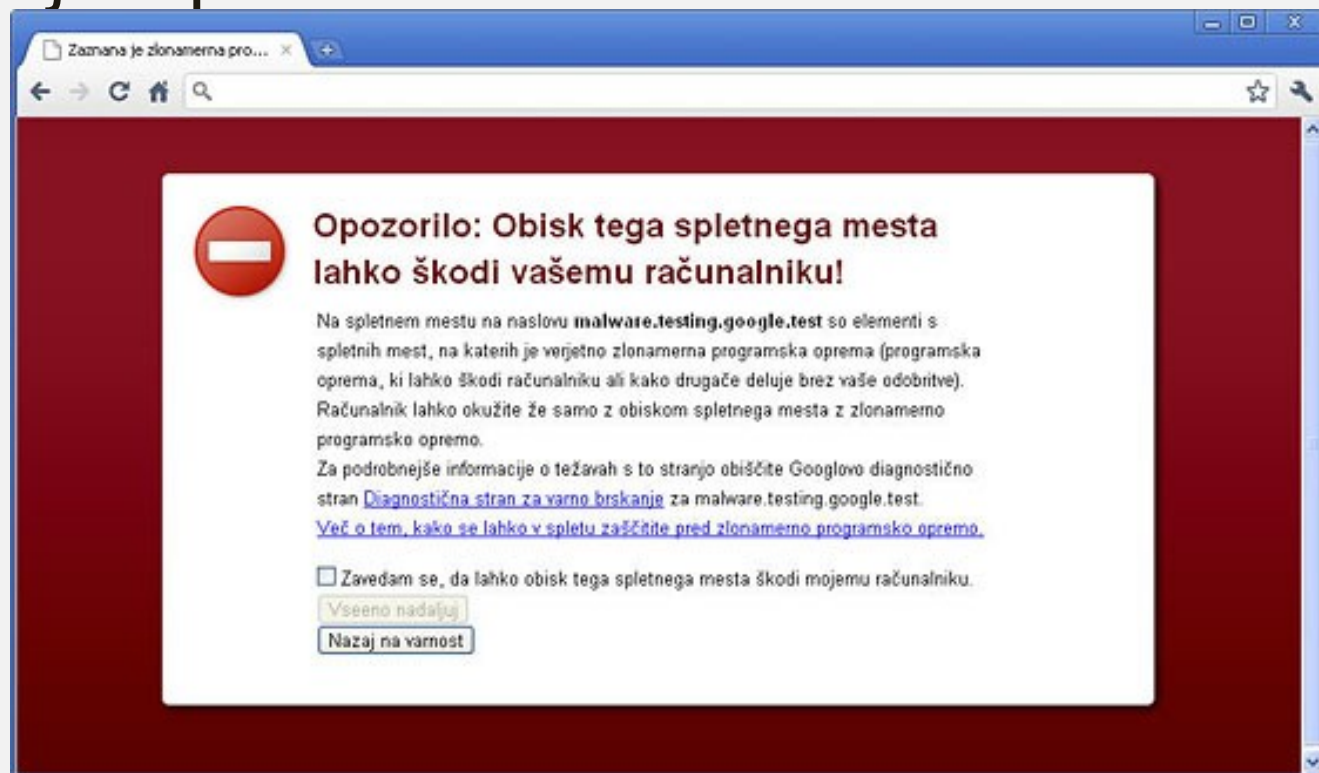 Zaznana je zlonamerna pro...
Opozorilo: Obisk tega spletnega mesta
lahko škodi vašemu računalniku!
Na spletnem mestu na naslovu malware.testing.google.test so elementi s
spletnih mest, na katerih je verjetno zlonamerna programska oprema (programska
oprema, ki lahko škodi računalniku ali kako drugače deluje brez vaše odobritve).
Računalnik lahko okužite že samo z obiskom spletnega mesta z zlonamerno
programsko opremo.
Za podrobnejše informacije o težavah s to stranjo obiščite Googlovo diagnostično
stran Diagnostična stran za varno brskanje za malware.testing.google.test.
Več o tem, kako se lahko v spletu zaščitite pred zlonamerno programsko opremo.
Zavedam se, da lahko obisk tega spletnega mesta škodi mojemu računalniku.
Vseeno nadaljuj
Nazaj na varnost